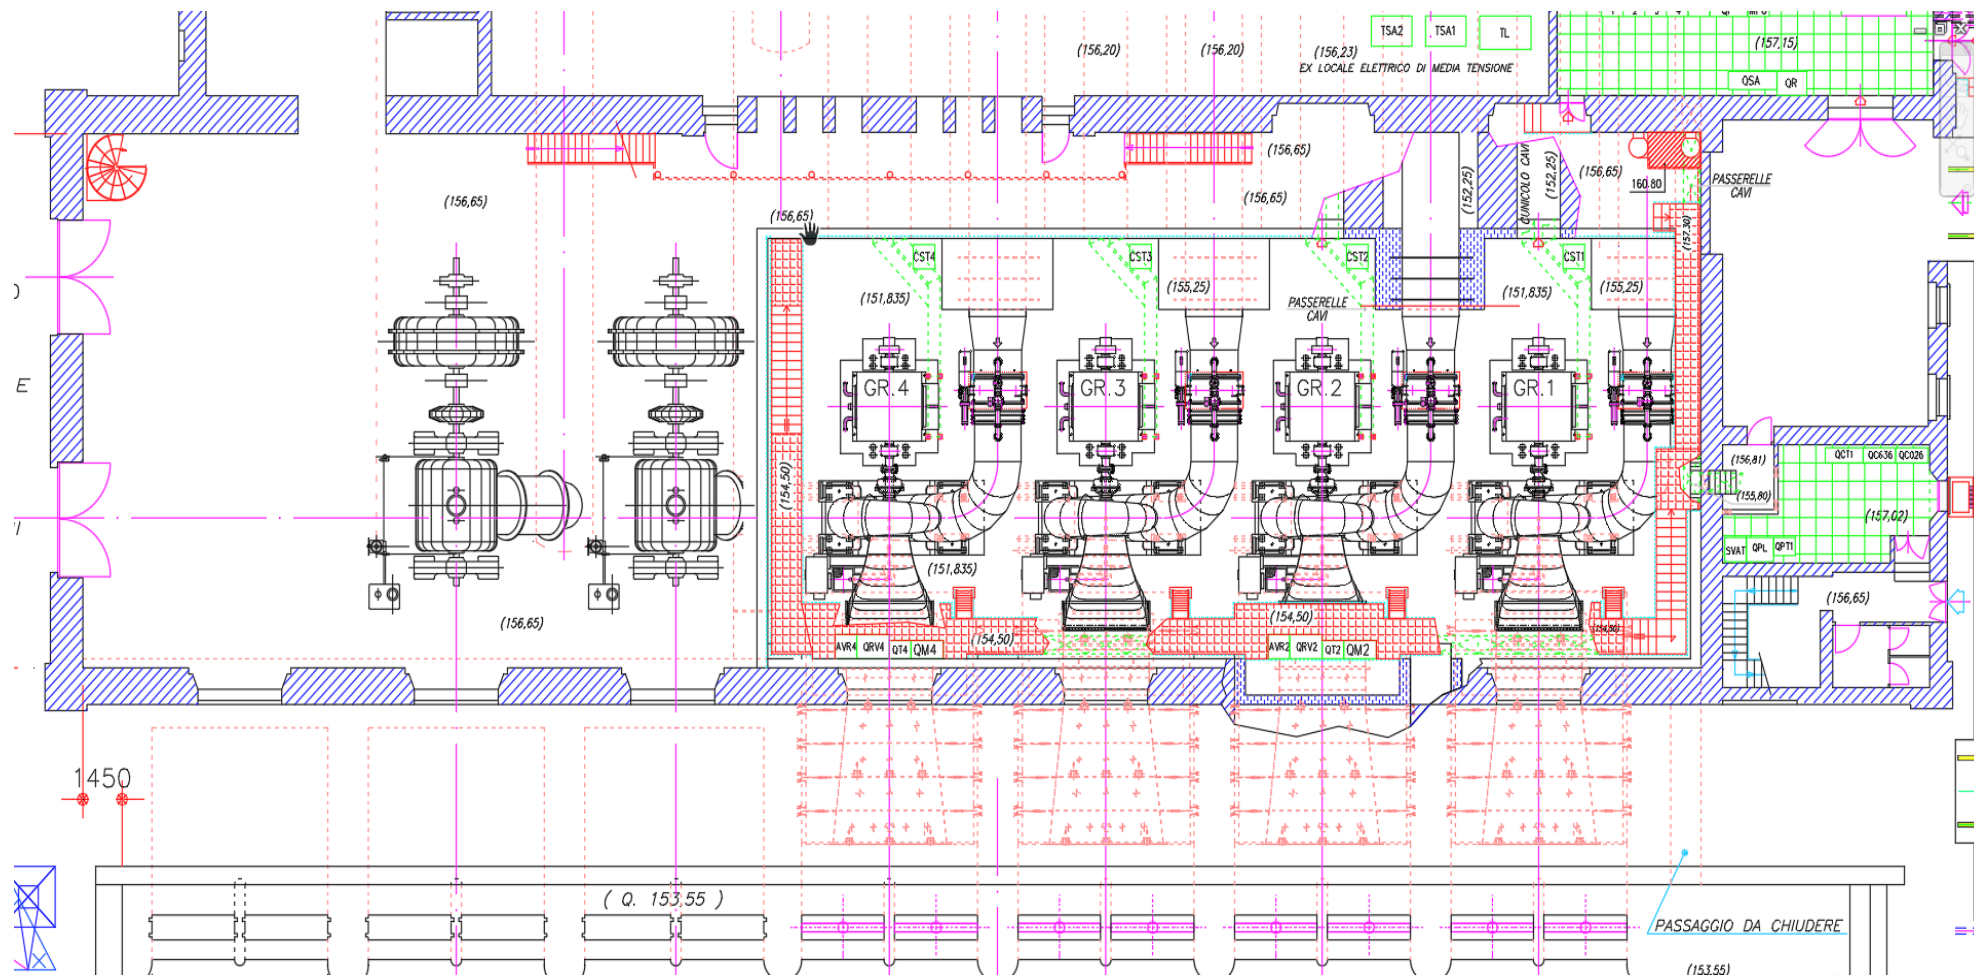 TSA2
TSA1
TL
(156,20)
(156,20)
(156,23)
EX LOCALE ELETTRICO DI MEDIA TENSIONE
(157,15)
QSA
QR
(156,65)
(156,65)
(156,65)
(156,65)
(152,25)
CUNICOLO CAVI
(152,25)
(156,65)
160.80
PASSERELLE
CAVI
(156,65)
(157,30)
CST4
CST3
CST2
CST1
(151,835)
(155,25)
PASSERELLE
CAVI
(151,835)
(155,25)
E
GR.4
GR.3
GR.2
GR.1
(154,50)
(156,81)
QCT1
QC636
QC026
(155,80)
(157,02)
SVAT
QPL
QPT1
(151,835)
(156,65)
(156,65)
(154,50)
(154,50)
(154,50)
AVR4
QRV4
QT4
QM4
AVR2
QRV2
QT2
QM2
1450
( Q. 153,55 )
PASSAGGIO DA CHIUDERE
(153,55)